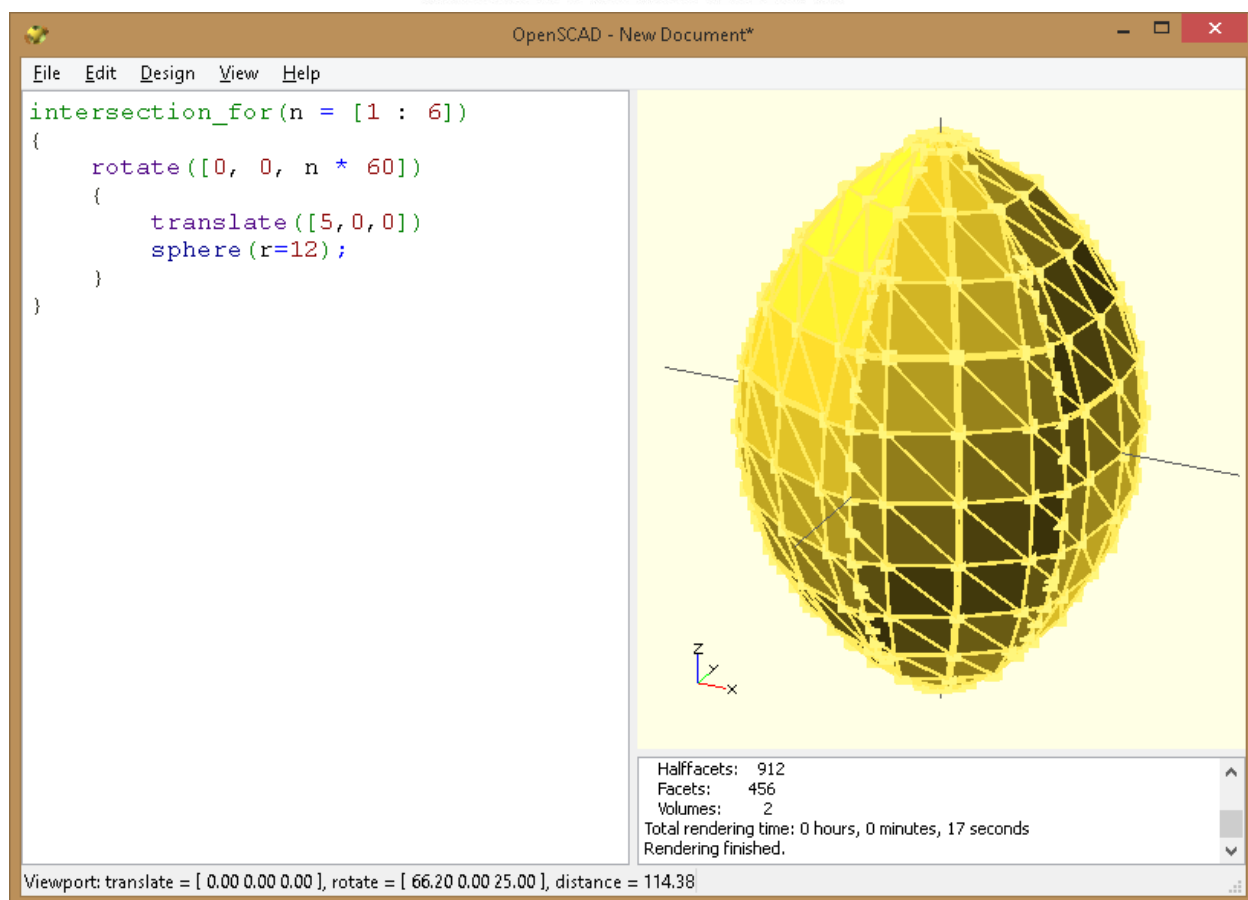 OpenSCAD - New Document*
File Edit Design View Help
intersection_for(n = [1 : 6])
{
rotate([0, 0, n * 60])
{
translate([5,0,0])
sphere(r=12);
}
}
Z
Y
X
Halffacets: 912
Facets: 456
Volumes: 2
Total rendering time: 0 hours, 0 minutes, 17 seconds
Rendering finished.
Viewport: translate = [ 0.00 0.00 0.00 ], rotate = [ 66.20 0.00 25.00 ], distance = 114.38